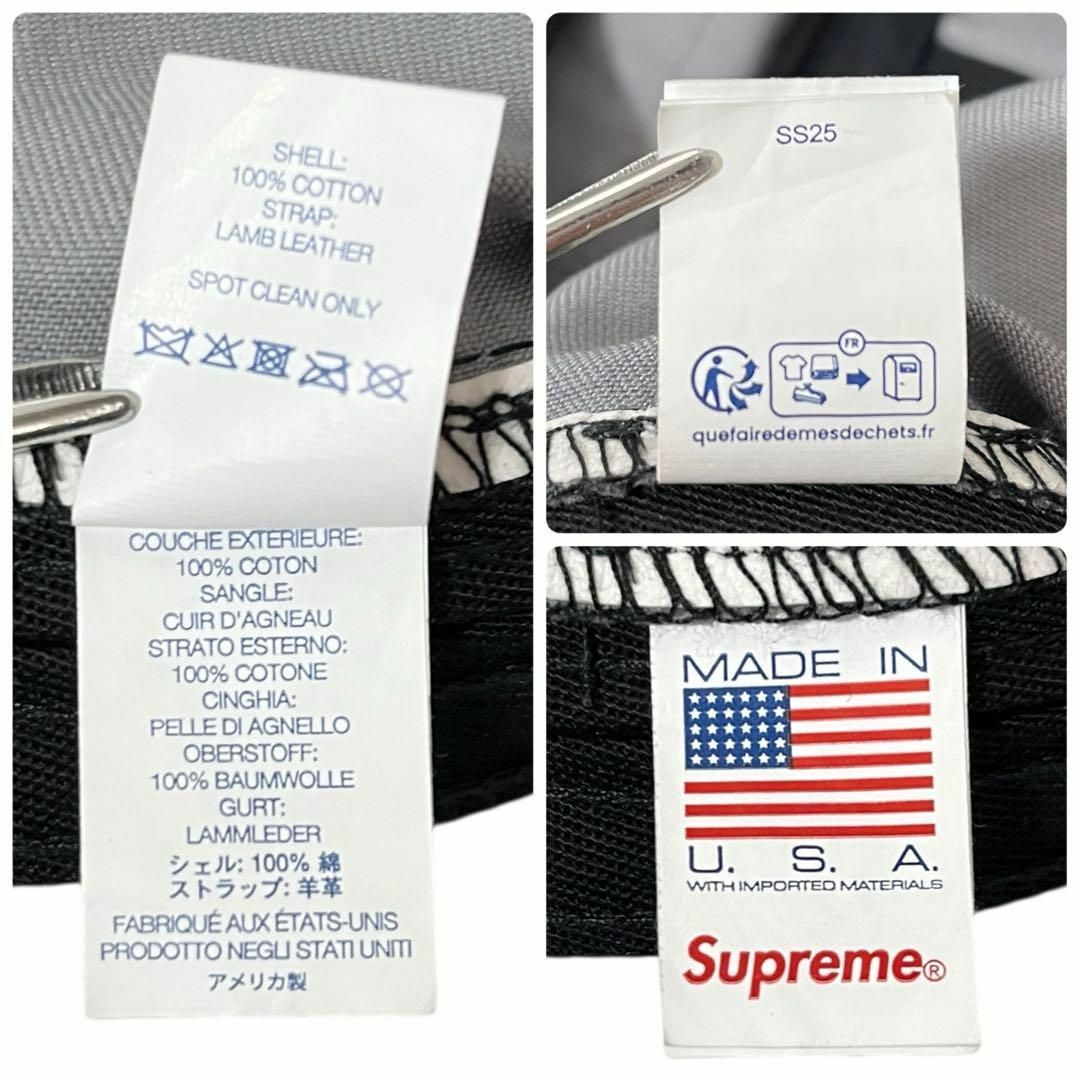 SHELL:
100% COTTON
STRAP:
LAMB LEATHER
SPOT CLEAN ONLY
COUCHE EXTÉRIEURE:
100% COTON
SANGLE:
CUIR D'AGNEAU
STRATO ESTERNO:
100% COTONE
CINGHIA:
PELLE DI AGNELLO
OBERSTOFF:
100% BAUMWOLLE
GURT:
LAMMLEDER
シェル: 100% 綿
ストラップ: 羊革
FABRIQUÉ AUX ÉTATS-UNIS
PRODOTTO NEGLI STATI UNITI
アメリカ製
SS25
FR
quefairedemesdechets.fr
MADE IN
U. S. A.
WITH IMPORTED MATERIALS
Supreme®